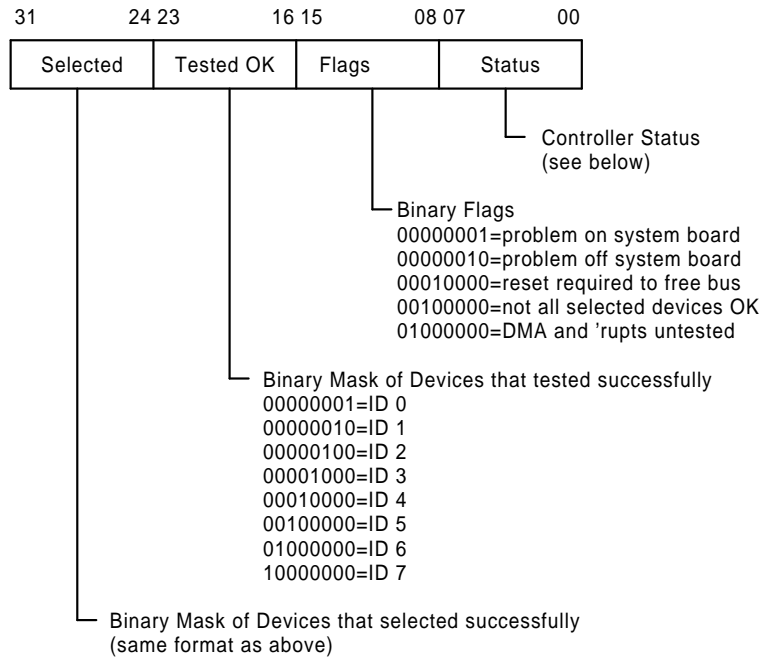 31 24 23 16 15 08 07 00
Selected Tested OK Flags Status
Controller Status
(see below)
Binary Flags
00000001=problem on system board
00000010=problem off system board
00010000=reset required to free bus
00100000=not all selected devices OK
01000000=DMA and 'rupts untested
Binary Mask of Devices that tested successfully
00000001=ID 0
00000010=ID 1
00000100=ID 2
00001000=ID 3
00010000=ID 4
00100000=ID 5
01000000=ID 6
10000000=ID 7
Binary Mask of Devices that selected successfully
(same format as above)